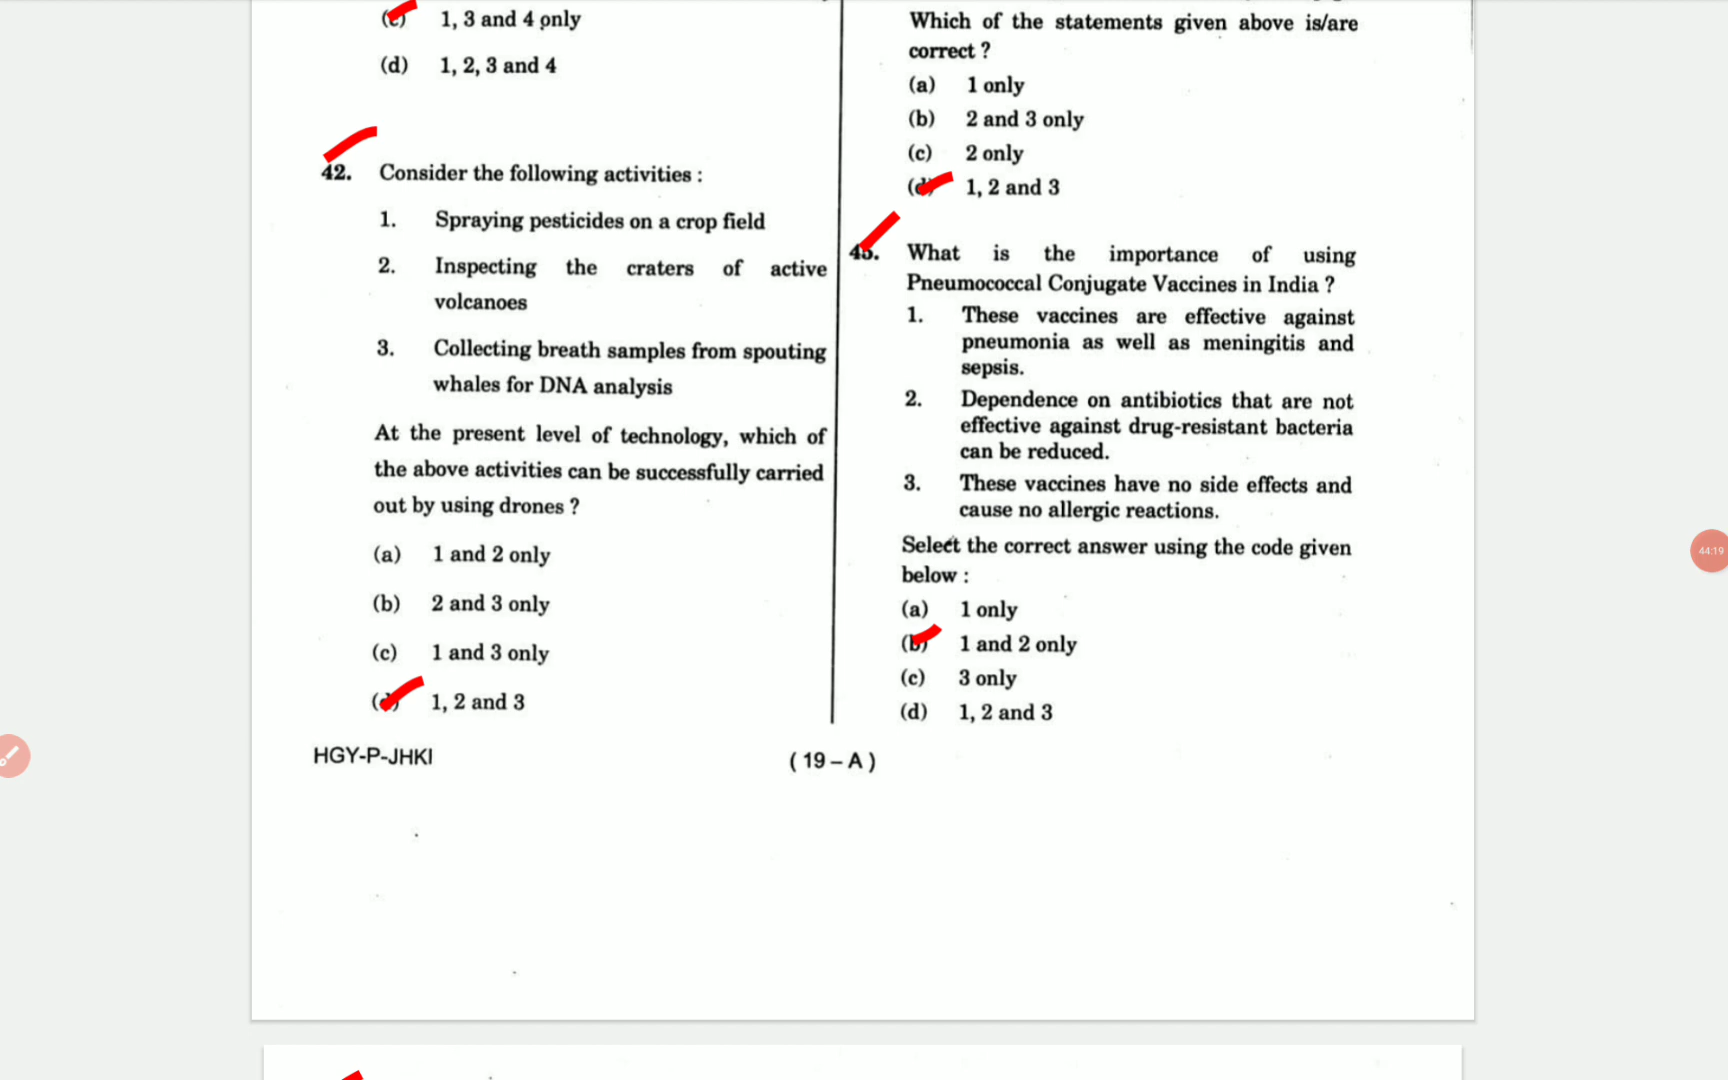 (c) 1, 3 and 4 only
(d) 1, 2, 3 and 4
42. Consider the following activities :
1. Spraying pesticides on a crop field
2. Inspecting the craters of active
volcanoes
3. Collecting breath samples from spouting
whales for DNA analysis
At the present level of technology, which of
the above activities can be successfully carried
out by using drones ?
(a) 1 and 2 only
(b) 2 and 3 only
(c) 1 and 3 only
(d) 1, 2 and 3
HGY-P-JHKI
( 19 – A )
Which of the statements given above is/are
correct ?
(a) 1 only
(b) 2 and 3 only
(c) 2 only
(d) 1, 2 and 3
45. What is the importance of using
Pneumococcal Conjugate Vaccines in India ?
1. These vaccines are effective against
pneumonia as well as meningitis and
sepsis.
2. Dependence on antibiotics that are not
effective against drug-resistant bacteria
can be reduced.
3. These vaccines have no side effects and
cause no allergic reactions.
Select the correct answer using the code given
below :
(a) 1 only
(b) 1 and 2 only
(c) 3 only
(d) 1, 2 and 3
44:19